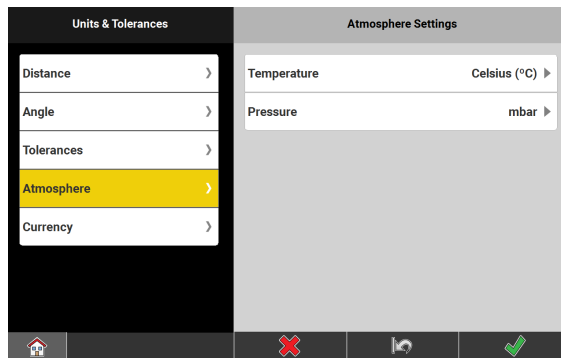 Units & Tolerances
Distance
Angle
Tolerances
Atmosphere
Currency
Atmosphere Settings
Temperature Celsius (ºC)
Pressure mbar